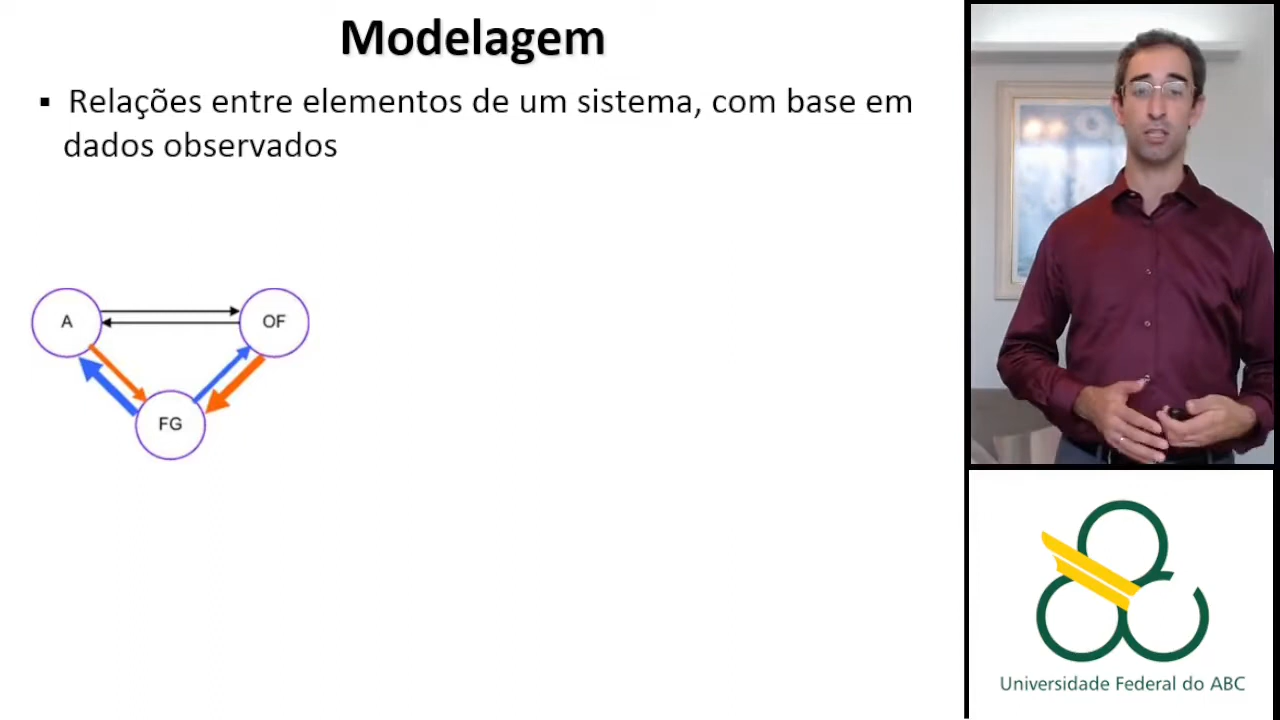 Modelagem
▪ Relações entre elementos de um sistema, com base em
dados observados
A
OF
FG
Universidade Federal do ABC